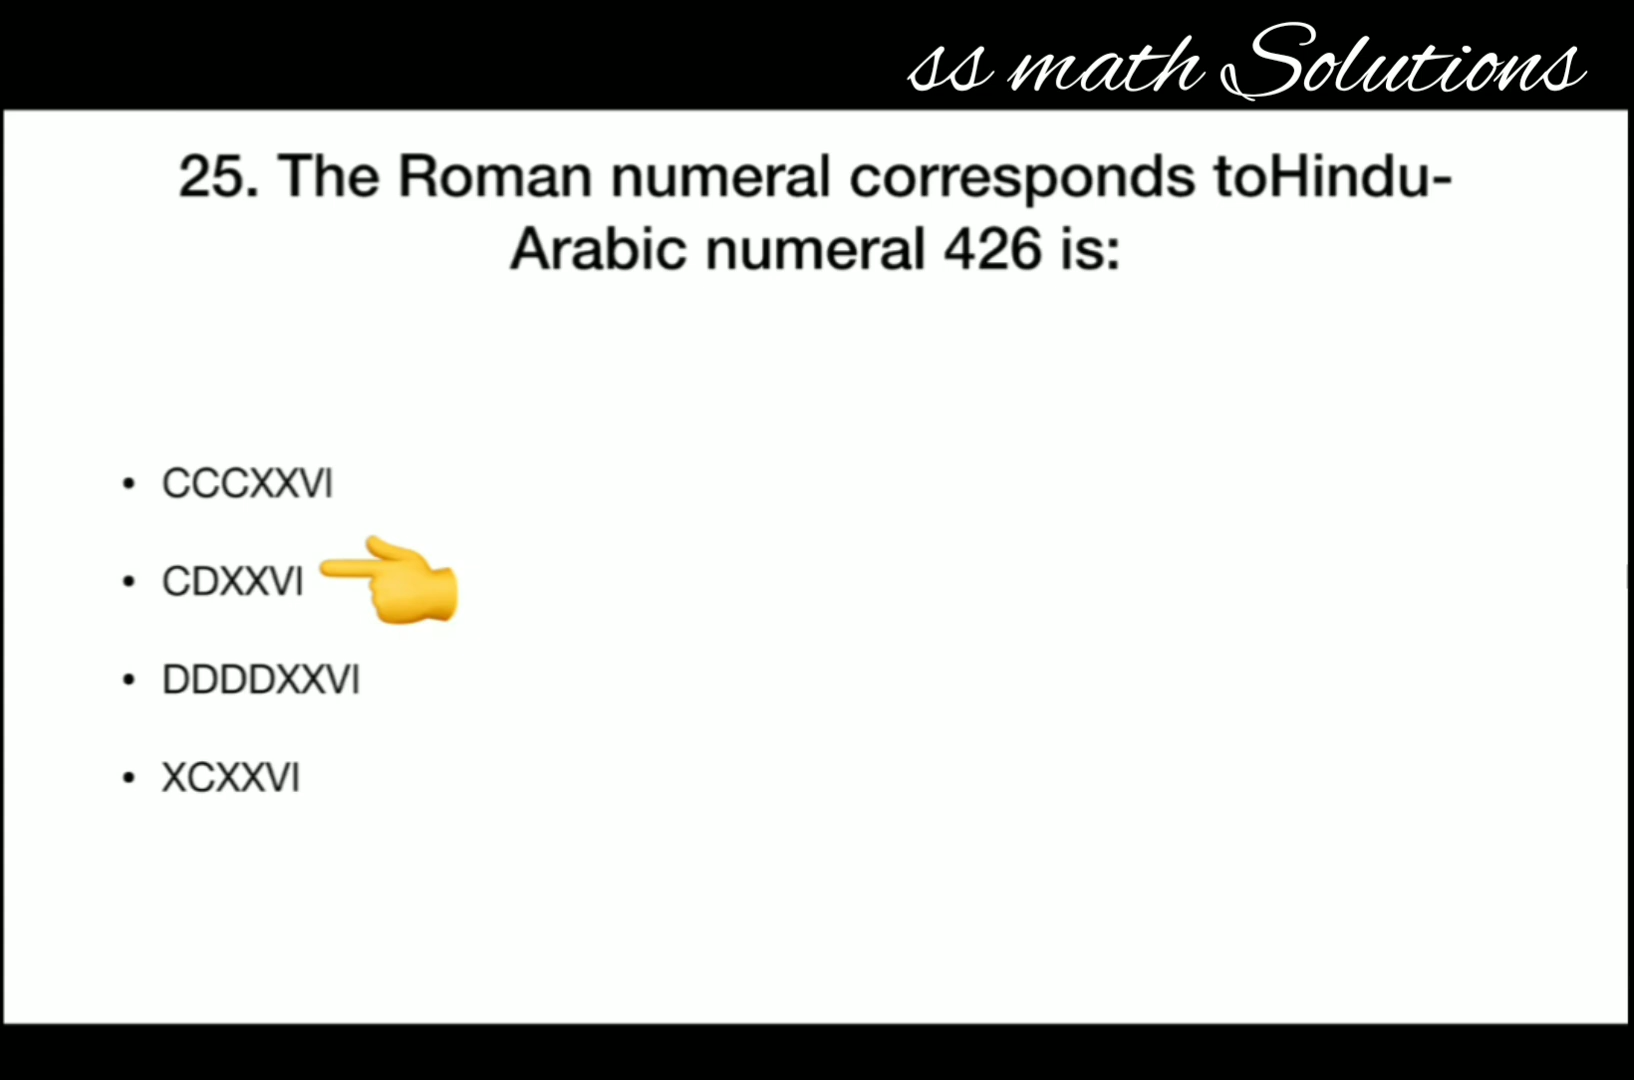 ss math Solutions
25. The Roman numeral corresponds toHindu-
Arabic numeral 426 is:
• CCCXXVI
• CDXXVI
• DDDDXXVI
• XCXXVI